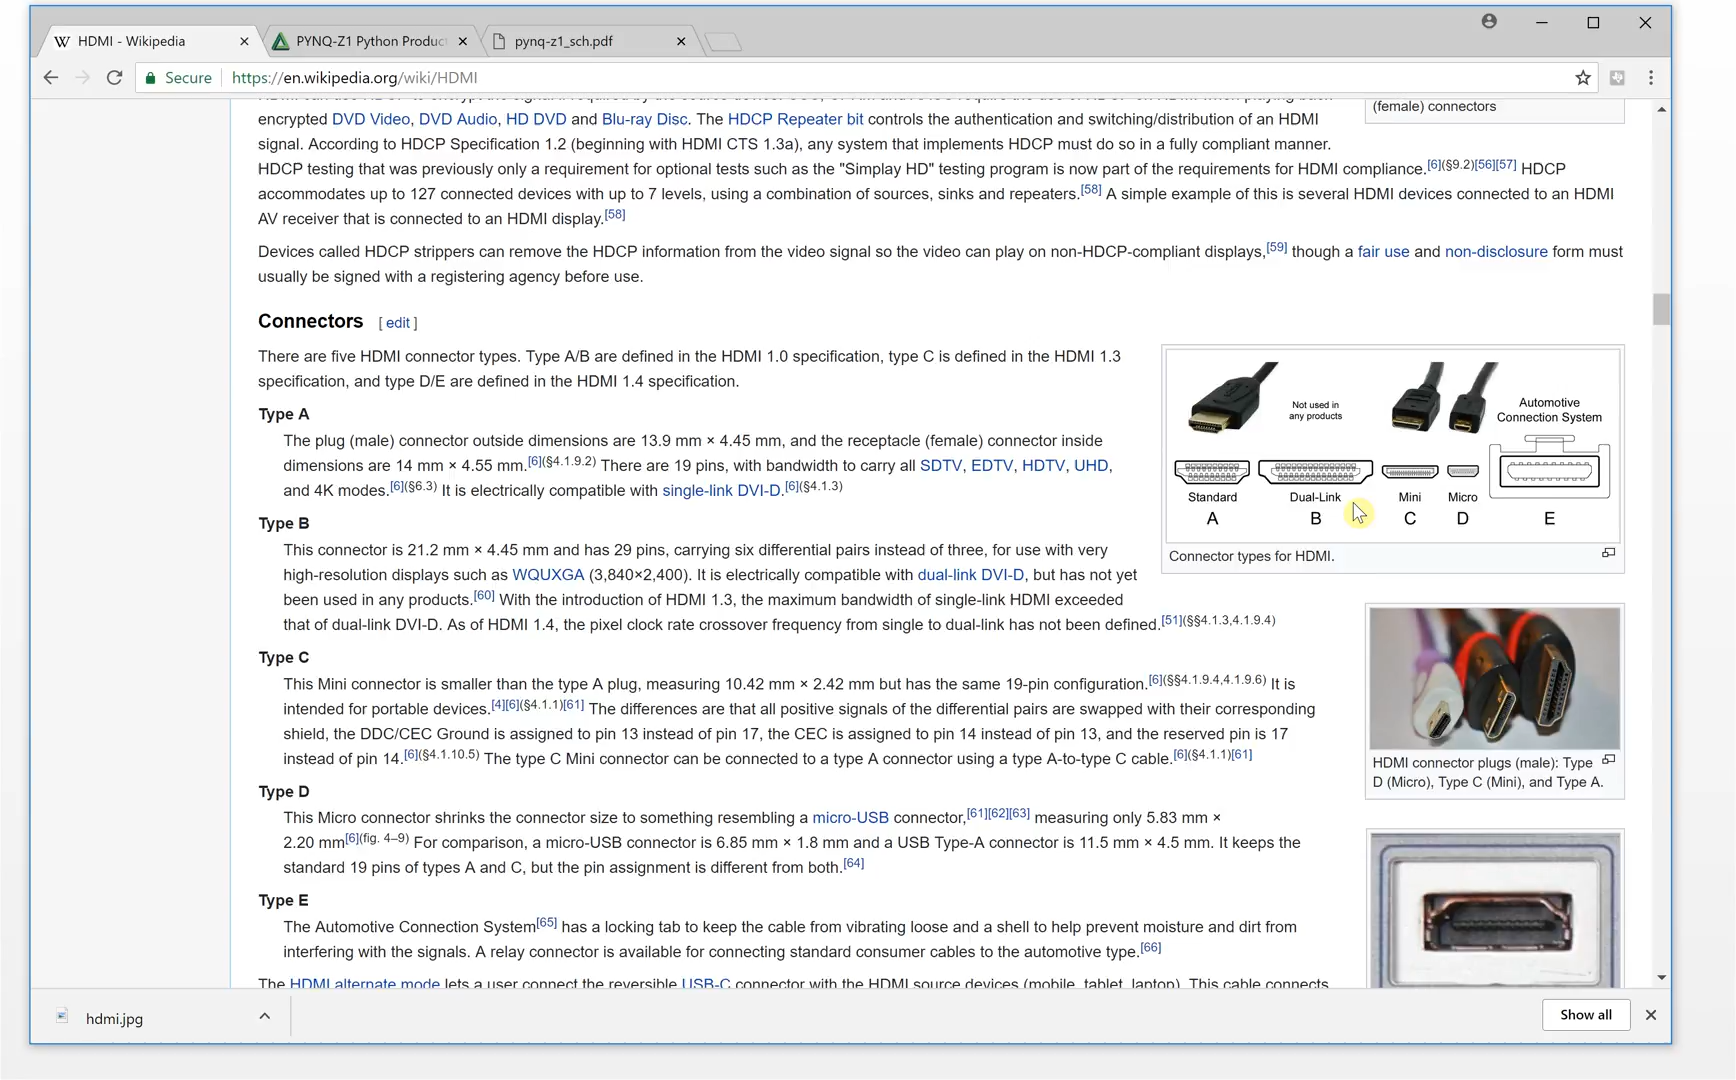 HDMI - Wikipedia
PYNQ-Z1 Python Produc
pynq-z1_sch.pdf
Secure
https://en.wikipedia.org/wiki/HDMI
encrypted DVD Video, DVD Audio, HD DVD and Blu-ray Disc. The HDCP Repeater bit controls the authentication and switching/distribution of an HDMI
signal. According to HDCP Specification 1.2 (beginning with HDMI CTS 1.3a), any system that implements HDCP must do so in a fully compliant manner.
HDCP testing that was previously only a requirement for optional tests such as the "Simplay HD" testing program is now part of the requirements for HDMI compliance.[6](§9.2)[56][57] HDCP
accommodates up to 127 connected devices with up to 7 levels, using a combination of sources, sinks and repeaters.[58] A simple example of this is several HDMI devices connected to an HDMI
AV receiver that is connected to an HDMI display.[58]
Devices called HDCP strippers can remove the HDCP information from the video signal so the video can play on non-HDCP-compliant displays,[59] though a fair use and non-disclosure form must
usually be signed with a registering agency before use.
(female) connectors
Connectors [ edit ]
There are five HDMI connector types. Type A/B are defined in the HDMI 1.0 specification, type C is defined in the HDMI 1.3
specification, and type D/E are defined in the HDMI 1.4 specification.
Type A
The plug (male) connector outside dimensions are 13.9 mm × 4.45 mm, and the receptacle (female) connector inside
dimensions are 14 mm × 4.55 mm.[6](§4.1.9.2) There are 19 pins, with bandwidth to carry all SDTV, EDTV, HDTV, UHD,
and 4K modes.[6](§6.3) It is electrically compatible with single-link DVI-D.[6](§4.1.3)
Type B
This connector is 21.2 mm × 4.45 mm and has 29 pins, carrying six differential pairs instead of three, for use with very
high-resolution displays such as WQUXGA (3,840×2,400). It is electrically compatible with dual-link DVI-D, but has not yet
been used in any products.[60] With the introduction of HDMI 1.3, the maximum bandwidth of single-link HDMI exceeded
that of dual-link DVI-D. As of HDMI 1.4, the pixel clock rate crossover frequency from single to dual-link has not been defined.[51](§§4.1.3,4.1.9.4)
Type C
This Mini connector is smaller than the type A plug, measuring 10.42 mm × 2.42 mm but has the same 19-pin configuration.[6](§§4.1.9.4,4.1.9.6) It is
intended for portable devices.[4][6](§4.1.1)[61] The differences are that all positive signals of the differential pairs are swapped with their corresponding
shield, the DDC/CEC Ground is assigned to pin 13 instead of pin 17, the CEC is assigned to pin 14 instead of pin 13, and the reserved pin is 17
instead of pin 14.[6](§4.1.10.5) The type C Mini connector can be connected to a type A connector using a type A-to-type C cable.[6](§4.1.1)[61]
Type D
This Micro connector shrinks the connector size to something resembling a micro-USB connector,[61][62][63] measuring only 5.83 mm ×
2.20 mm[6](fig. 4–9) For comparison, a micro-USB connector is 6.85 mm × 1.8 mm and a USB Type-A connector is 11.5 mm × 4.5 mm. It keeps the
standard 19 pins of types A and C, but the pin assignment is different from both.[64]
Type E
The Automotive Connection System[65] has a locking tab to keep the cable from vibrating loose and a shell to help prevent moisture and dirt from
interfering with the signals. A relay connector is available for connecting standard consumer cables to the automotive type.[66]
The HDMI alternate mode lets a user connect the reversible USB-C connector with the HDMI source devices (mobile, tablet, laptop). This cable connects
Not used in
any products
Automotive
Connection System
Standard Dual-Link Mini Micro
A B C D E
Connector types for HDMI.
HDMI connector plugs (male): Type
D (Micro), Type C (Mini), and Type A.
hdmi.jpg
Show all